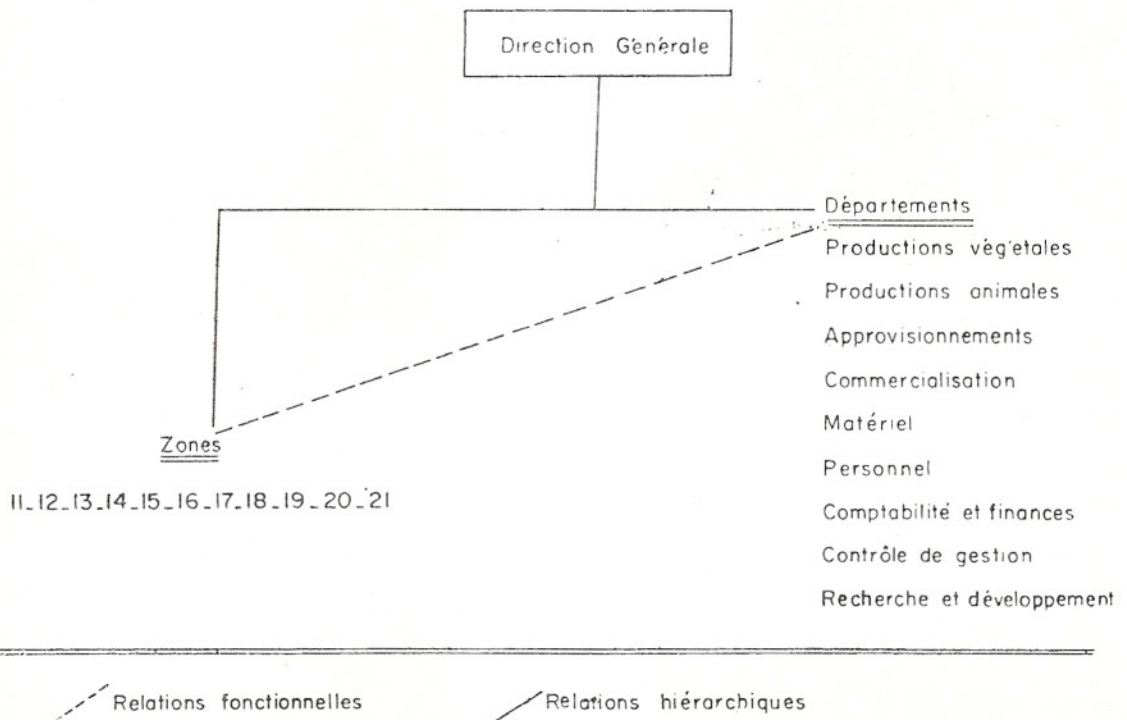 Direction Générale
Départements
Productions végétales
Productions animales
Approvisionnements
Commercialisation
Matériel
Personnel
Comptabilité et finances
Contrôle de gestion
Recherche et développement
Zones
11_12_13_14_15_16_17_18_19_20_21
Relations fonctionnelles
Relations hiérarchiques